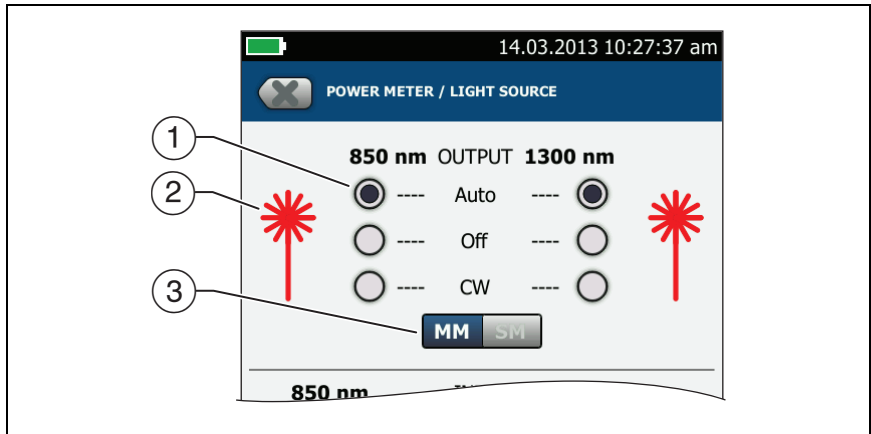 14.03.2013 10:27:37 am
POWER METER / LIGHT SOURCE
1
850 nm OUTPUT 1300 nm
2
---- Auto ----
---- Off ----
3
---- CW ----
MM SM
850 nm